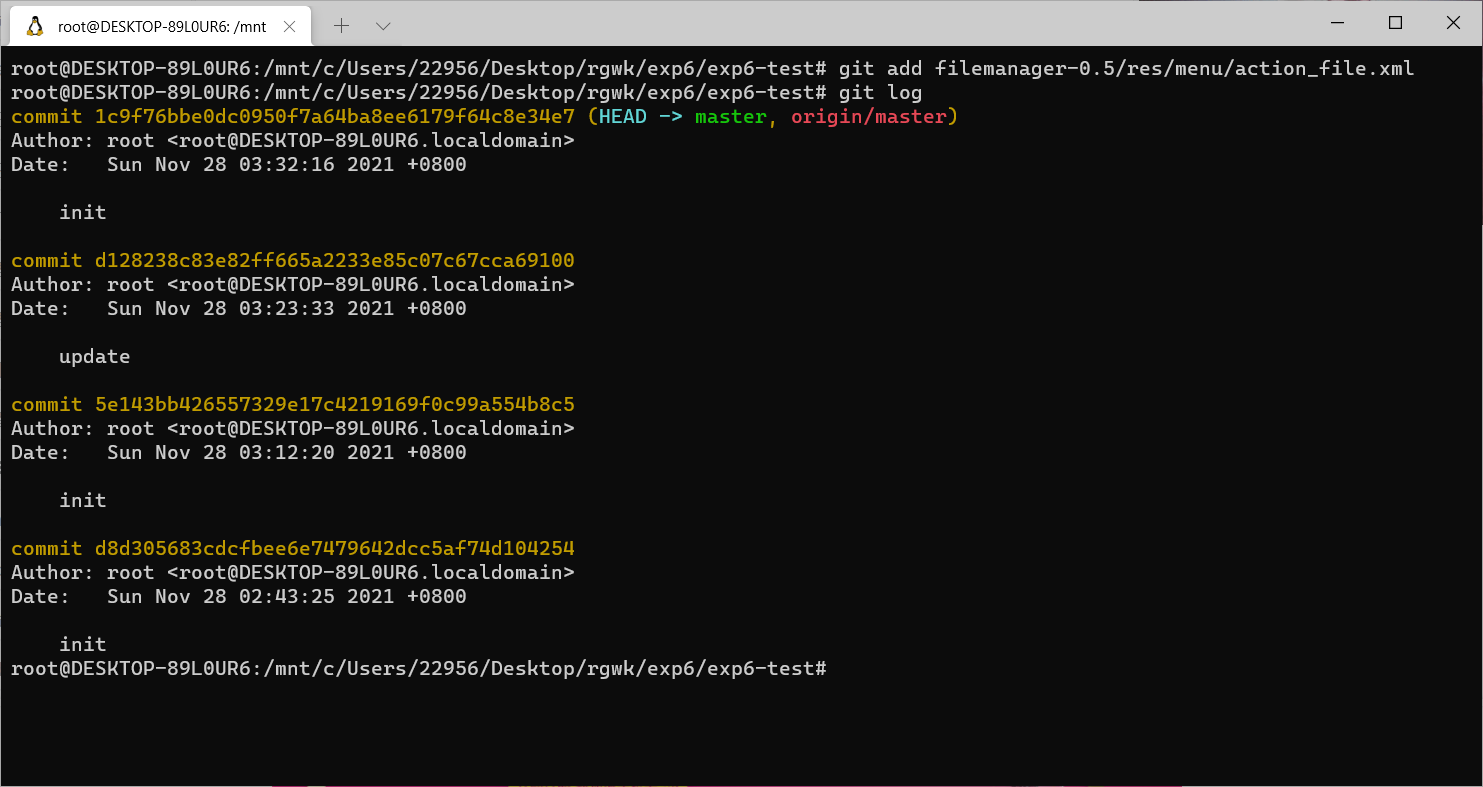 root@DESKTOP-89L0UR6: /mnt
root@DESKTOP-89L0UR6:/mnt/c/Users/22956/Desktop/rgwk/exp6/exp6-test# git add filemanager-0.5/res/menu/action_file.xml
root@DESKTOP-89L0UR6:/mnt/c/Users/22956/Desktop/rgwk/exp6/exp6-test# git log
commit 1c9f76bbe0dc0950f7a64ba8ee6179f64c8e34e7 (HEAD -> master, origin/master)
Author: root <root@DESKTOP-89L0UR6.localdomain>
Date:   Sun Nov 28 03:32:16 2021 +0800
    init
commit d128238c83e82ff665a2233e85c07c67cca69100
Author: root <root@DESKTOP-89L0UR6.localdomain>
Date:   Sun Nov 28 03:23:33 2021 +0800
    update
commit 5e143bb426557329e17c4219169f0c99a554b8c5
Author: root <root@DESKTOP-89L0UR6.localdomain>
Date:   Sun Nov 28 03:12:20 2021 +0800
    init
commit d8d305683cdcfbee6e7479642dcc5af74d104254
Author: root <root@DESKTOP-89L0UR6.localdomain>
Date:   Sun Nov 28 02:43:25 2021 +0800
    init
root@DESKTOP-89L0UR6:/mnt/c/Users/22956/Desktop/rgwk/exp6/exp6-test#